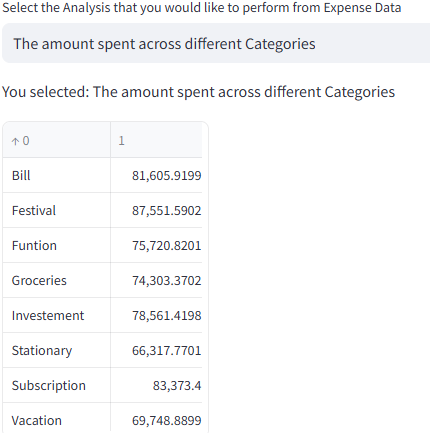 Select the Analysis that you would like to perform from Expense Data
The amount spent across different Categories
You selected: The amount spent across different Categories
↑ 0 1
Bill 81,605.9199
Festival 87,551.5902
Funtion 75,720.8201
Groceries 74,303.3702
Investement 78,561.4198
Stationary 66,317.7701
Subscription 83,373.4
Vacation 69,748.8899